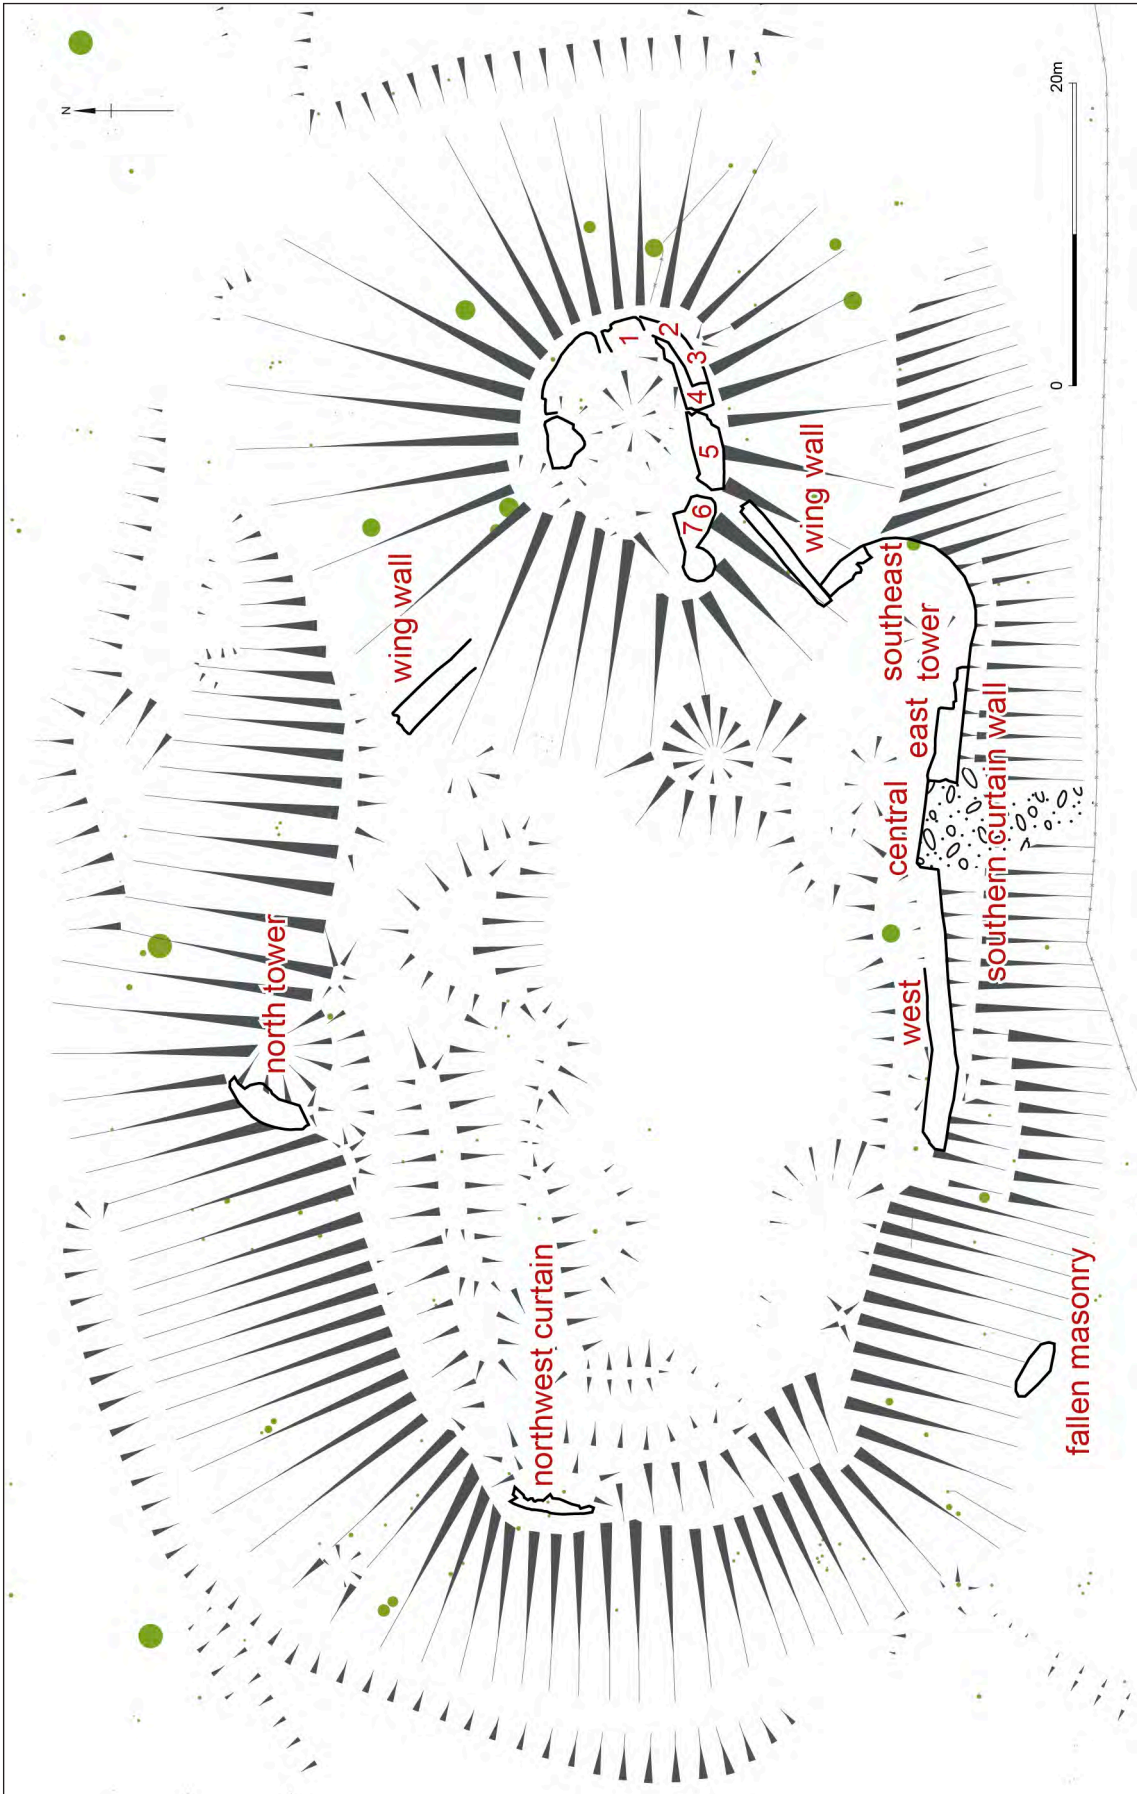 N
20m
0
1
2
3
4
5
6
7
wing wall
wing wall
southeast
tower
east
central
west
southern curtain wall
north tower
northwest curtain
fallen masonry